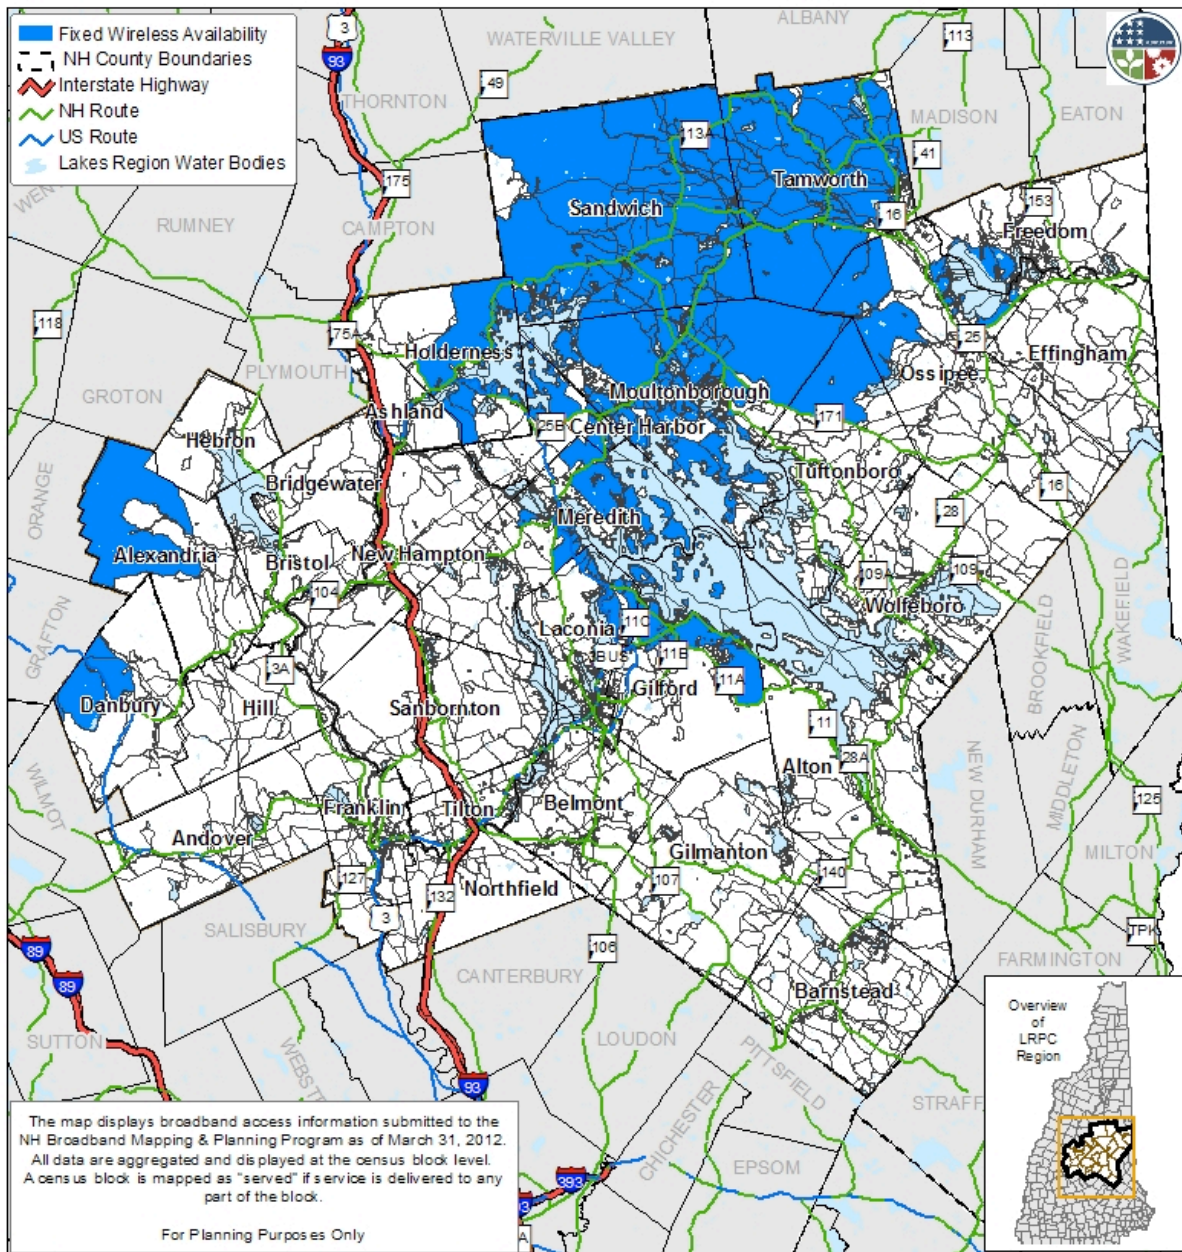 Fixed Wireless Availability
NH County Boundaries
Interstate Highway
NH Route
US Route
Lakes Region Water Bodies
3
93
ALBANY
113
WATERVILLE VALLEY
49
THORNTON
MADISON
EATON
113A
41
175
Tamworth
153
Sandwich
16
RUMNEY
CAMPTON
Freedom
118
175A
25
Holderness
Effingham
PLYMOUTH
Ossipee
GROTON
Moultonborough
Ashland
171
25B
Center Harbor
Hebron
Tuftonboro
Bridgewater
16
ORANGE
28
Meredith
Alexandria
Bristol
New Hampton
109A
109
104
Wolfeboro
WAKEFIELD
GRAFTON
Laconia
11C
BUS
11B
BROOKFIELD
3A
Gilford
11A
Danbury
Hill
Sanbornton
11
28A
Alton
NEW DURHAM
MIDDLETON
WILMOT
Franklin
Tilton
Belmont
125
Andover
Gilmanton
MILTON
127
Northfield
107
140
132
3
SALISBURY
TPK
89
106
FARMINGTON
CANTERBURY
89
Barnstead
SUTTON
LOUDON
PITTSFIELD
WEBST
93
CHICHESTER
STRAFF
EPSOM
393
The map displays broadband access information submitted to the
NH Broadband Mapping & Planning Program as of March 31, 2012.
All data are aggregated and displayed at the census block level.
A census block is mapped as "served" if service is delivered to any
part of the block.
For Planning Purposes Only
Overview
of
LRPC
Region